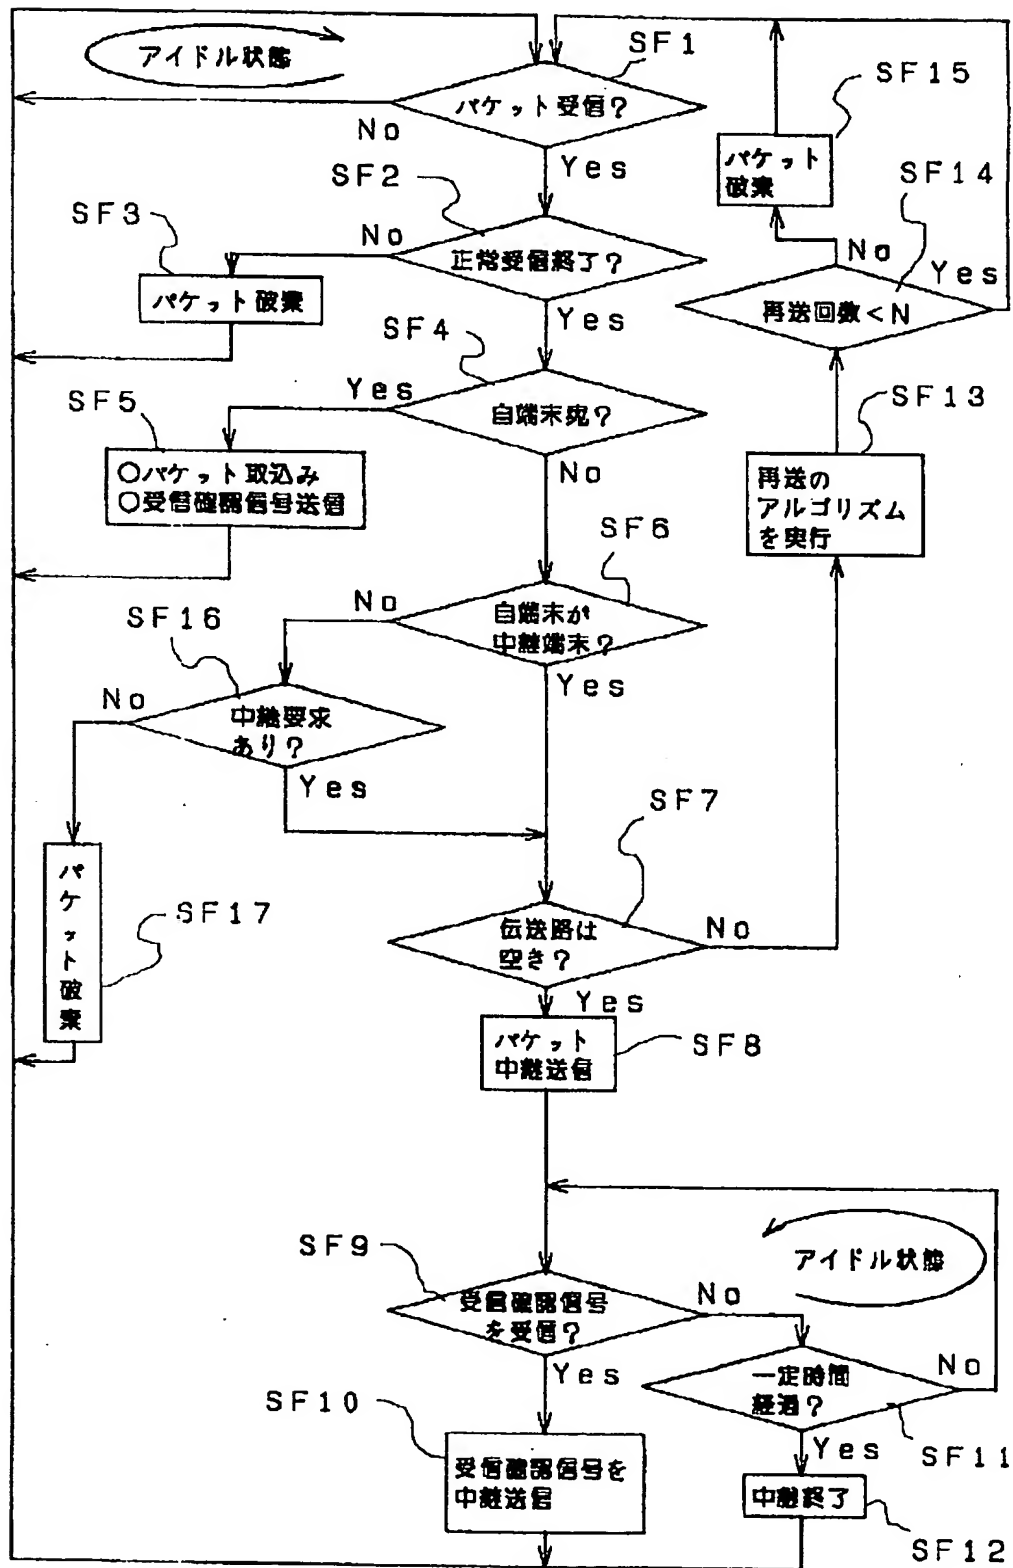 アイドル状態
SF1
パケット受信?
No
Yes
SF15
パケット
破棄
SF14
No
Yes
再送回数<N
SF2
正常受信終了?
No
Yes
SF3
パケット破棄
SF4
自端末宛?
Yes
No
SF5
○パケット取込み
○受信確認信号送信
SF13
再送の
アルゴリズム
を実行
SF6
自端末が
中継端末?
No
Yes
SF16
中継要求
あり?
No
Yes
SF7
伝送路は
空き?
No
Yes
パケット破棄
SF17
パケット
中継送信
SF8
アイドル状態
SF9
受信確認信号
を受信?
No
Yes
一定時間
経過?
No
Yes
SF11
SF10
受信確認信号を
中継送信
中継終了
SF12